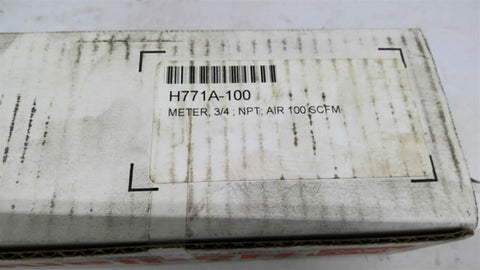 H771A-100
METER, 3/4 ; NPT; AIR 100 SCFM